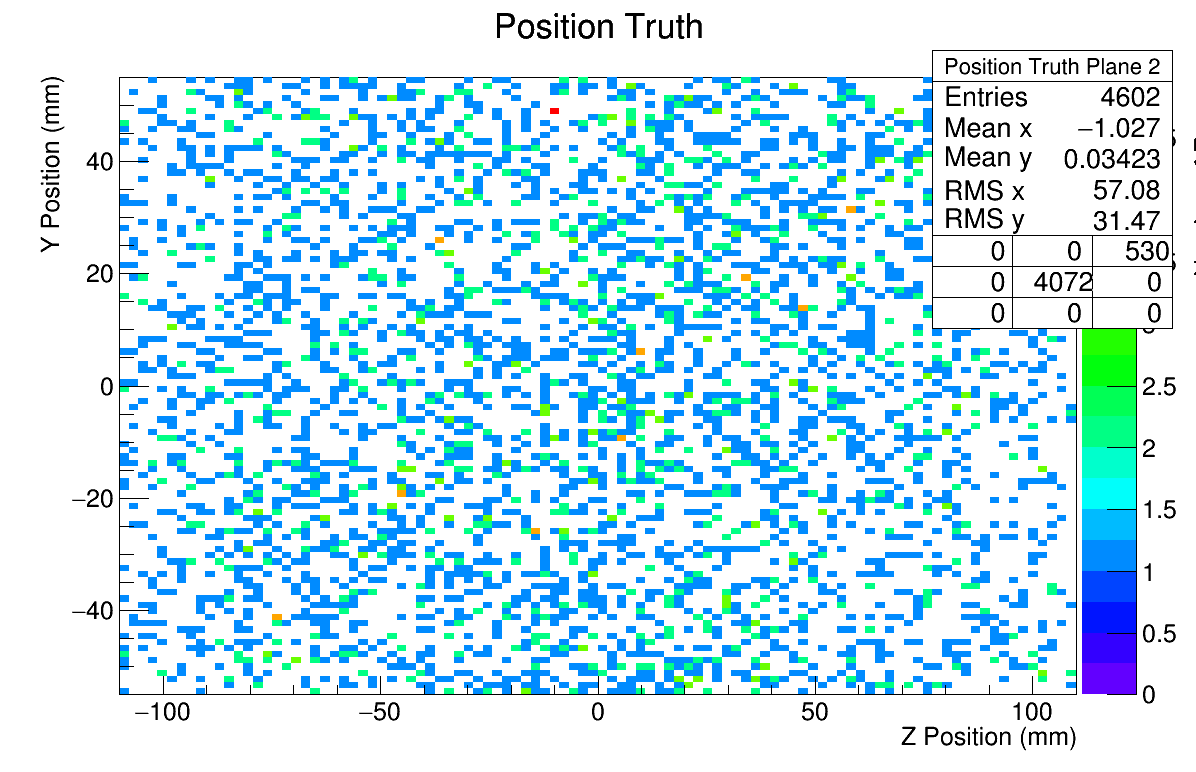 Position Truth
Position Truth Plane 2
Entries 4602
Mean x −1.027
Mean y 0.03423
RMS x 57.08
RMS y 31.47
0 0 530
0 4072 0
0 0 0
Y Position (mm)
40
20
0
−20
−40
2.5
2
1.5
1
0.5
0
−100 −50 0 50 100
Z Position (mm)